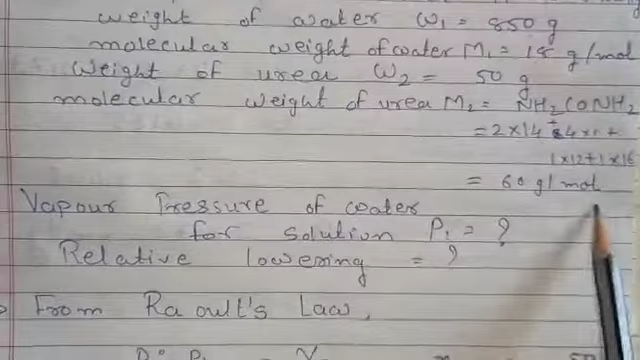 weight of water W1 = 850 g
molecular weight of water M1 = 18 g/mol
weight of urea W2 = 50 g
molecular weight of urea M2 = NH2CONH2
= 2×14 + 4×1 +
1×12+1×16
= 60 g/mol
Vapour Pressure of water
for solution P1 = ?
Relative lowering = ?
From Raoult's Law,